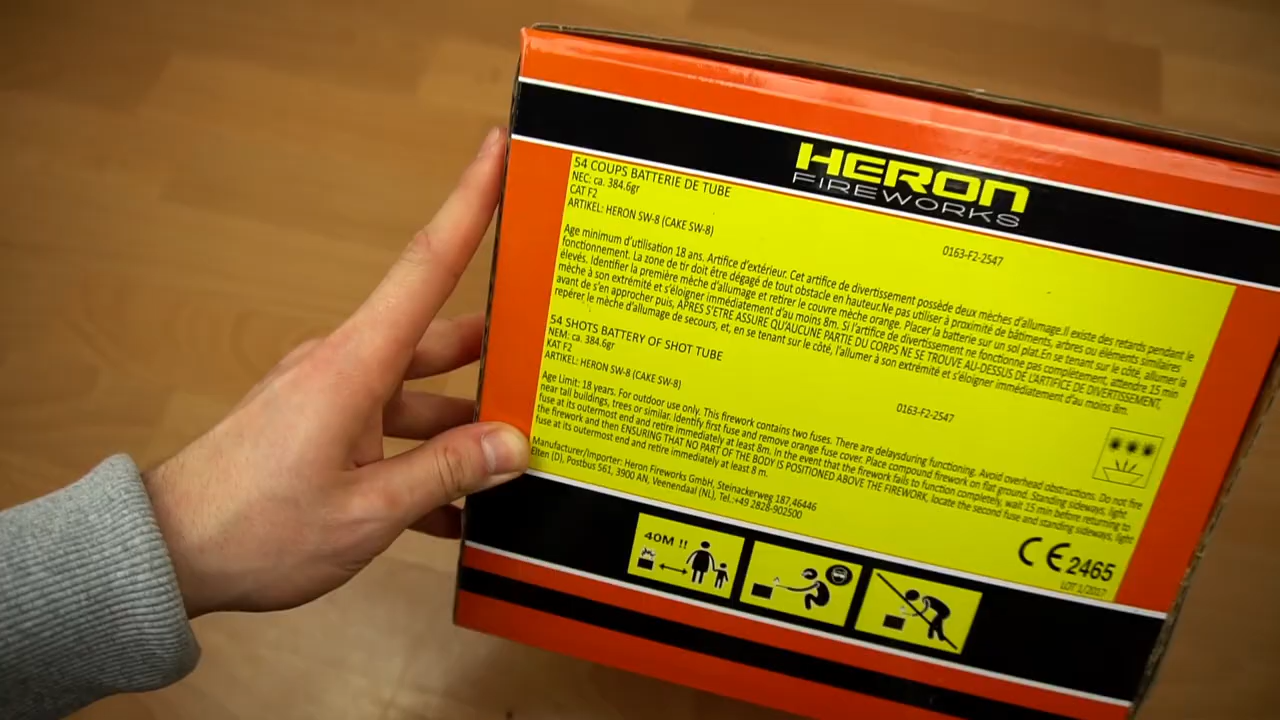 HERON
FIREWORKS
54 COUPS BATTERIE DE TUBE
NEC: ca. 384.6gr
CAT F2
ARTIKEL: HERON SW-8 (CAKE SW-8)
0163-F2-2547
Age minimum d'utilisation 18 ans. Artifice d'extérieur. Cet artifice de divertissement possède deux mèches d'allumage.Il existe des retards pendant le
fonctionnement. La zone de tir doit être dégagé de tout obstacle en hauteur.Ne pas utiliser à proximité de bâtiments, arbres ou éléments similaires
élevés. Identifier la première mèche d'allumage et retirer le couvre mèche orange. Placer la batterie sur un sol plat.En se tenant sur le côté, allumer la
mèche à son extrémité et s'éloigner immédiatement d'au moins 8m. Si l'artifice de divertissement ne fonctionne pas complètement, attendre 15 min
avant de s'en approcher puis, APRES S'ETRE ASSURE QU'AUCUNE PARTIE DU CORPS NE SE TROUVE AU-DESSUS DE L'ARTIFICE DE DIVERTISSEMENT,
repérer le mèche d'allumage de secours, et, en se tenant sur le côté, l'allumer à son extrémité et s'éloigner immédiatement d'au moins 8m.
54 SHOTS BATTERY OF SHOT TUBE
NEM: ca. 384.6gr
KAT F2
ARTIKEL: HERON SW-8 (CAKE SW-8)
0163-F2-2547
Age Limit: 18 years. For outdoor use only. This firework contains two fuses. There are delaysduring functioning. Avoid overhead obstructions. Do not fire
near tall buildings, trees or similar. Identify first fuse and remove orange fuse cover. Place compound firework on flat ground. Standing sideways, light
fuse at its outermost end and retire immediately at least 8m. In the event that the firework fails to function completely, wait 15 min before returning to
the firework and then ENSURING THAT NO PART OF THE BODY IS POSITIONED ABOVE THE FIREWORK, locate the second fuse and standing sideways, light
fuse at its outermost end and retire immediately at least 8 m.
Manufacturer/Importer: Heron Fireworks GmbH, Steinackerweg 187,46446
Elten (D), Postbus 561, 3900 AN, Veenendaal (NL), Tel.:+49 2828-902500
CE 2465
LOT 1/2017
40M !!